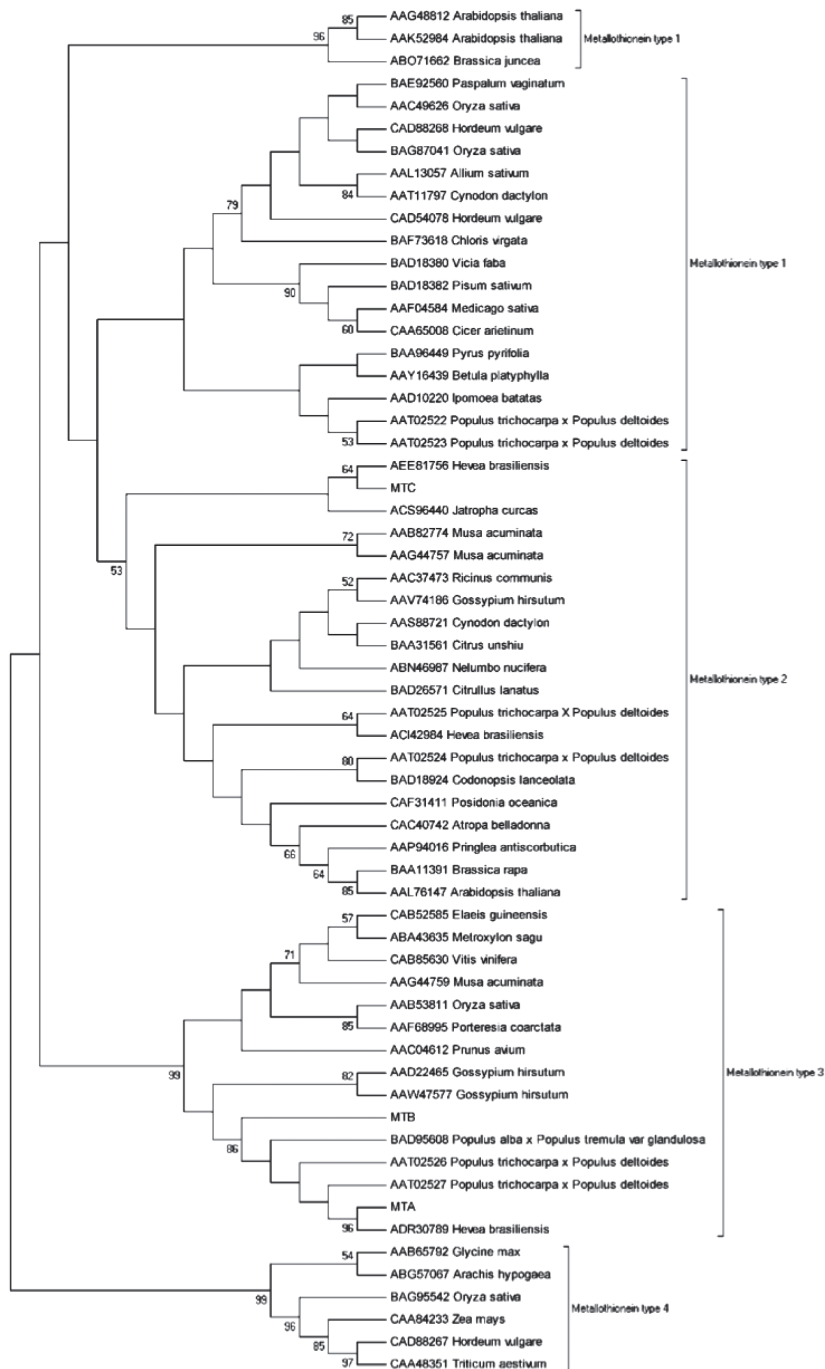 85 AAG48812 Arabidopsis thaliana
96 AAK52984 Arabidopsis thaliana
Metallothionein type 1
ABO71662 Brassica juncea
BAE92560 Paspalum vaginatum
AAC49626 Oryza sativa
CAD88268 Hordeum vulgare
BAG87041 Oryza sativa
AAL13057 Allium sativum
84 AAT11797 Cynodon dactylon
79 CAD54078 Hordeum vulgare
BAF73618 Chloris virgata
BAD18380 Vicia faba
Metallothionein type 1
90 BAD18382 Pisum sativum
AAF04584 Medicago sativa
60 CAA65008 Cicer arietinum
BAA96449 Pyrus pyrifolia
AAY16439 Betula platyphylla
AAD10220 Ipomoea batatas
AAT02522 Populus trichocarpa x Populus deltoides
53 AAT02523 Populus trichocarpa x Populus deltoides
64 AEE81756 Hevea brasiliensis
MTC
ACS96440 Jatropha curcas
72 AAB82774 Musa acuminata
53 AAG44757 Musa acuminata
52 AAC37473 Ricinus communis
AAV74186 Gossypium hirsutum
AAS88721 Cynodon dactylon
BAA31561 Citrus unshiu
ABN46987 Nelumbo nucifera
Metallothionein type 2
BAD26571 Citrullus lanatus
64 AAT02525 Populus trichocarpa X Populus deltoides
ACI42984 Hevea brasiliensis
80 AAT02524 Populus trichocarpa x Populus deltoides
BAD18924 Codonopsis lanceolata
CAF31411 Posidonia oceanica
CAC40742 Atropa belladonna
66 AAP94016 Pringlea antiscorbutica
64 BAA11391 Brassica rapa
85 AAL76147 Arabidopsis thaliana
57 CAB52585 Elaeis guineensis
ABA43635 Metroxylon sagu
71 CAB85630 Vitis vinifera
AAG44759 Musa acuminata
AAB53811 Oryza sativa
85 AAF68995 Porteresia coarctata
AAC04612 Prunus avium
99
82 AAD22465 Gossypium hirsutum
Metallothionein type 3
AAW47577 Gossypium hirsutum
MTB
86 BAD95608 Populus alba x Populus tremula var glandulosa
AAT02526 Populus trichocarpa x Populus deltoides
AAT02527 Populus trichocarpa x Populus deltoides
MTA
96 ADR30789 Hevea brasiliensis
54 AAB65792 Glycine max
ABG57067 Arachis hypogaea
99 BAG95542 Oryza sativa
Metallothionein type 4
96 CAA84233 Zea mays
85 CAD88267 Hordeum vulgare
97 CAA48351 Triticum aestivum